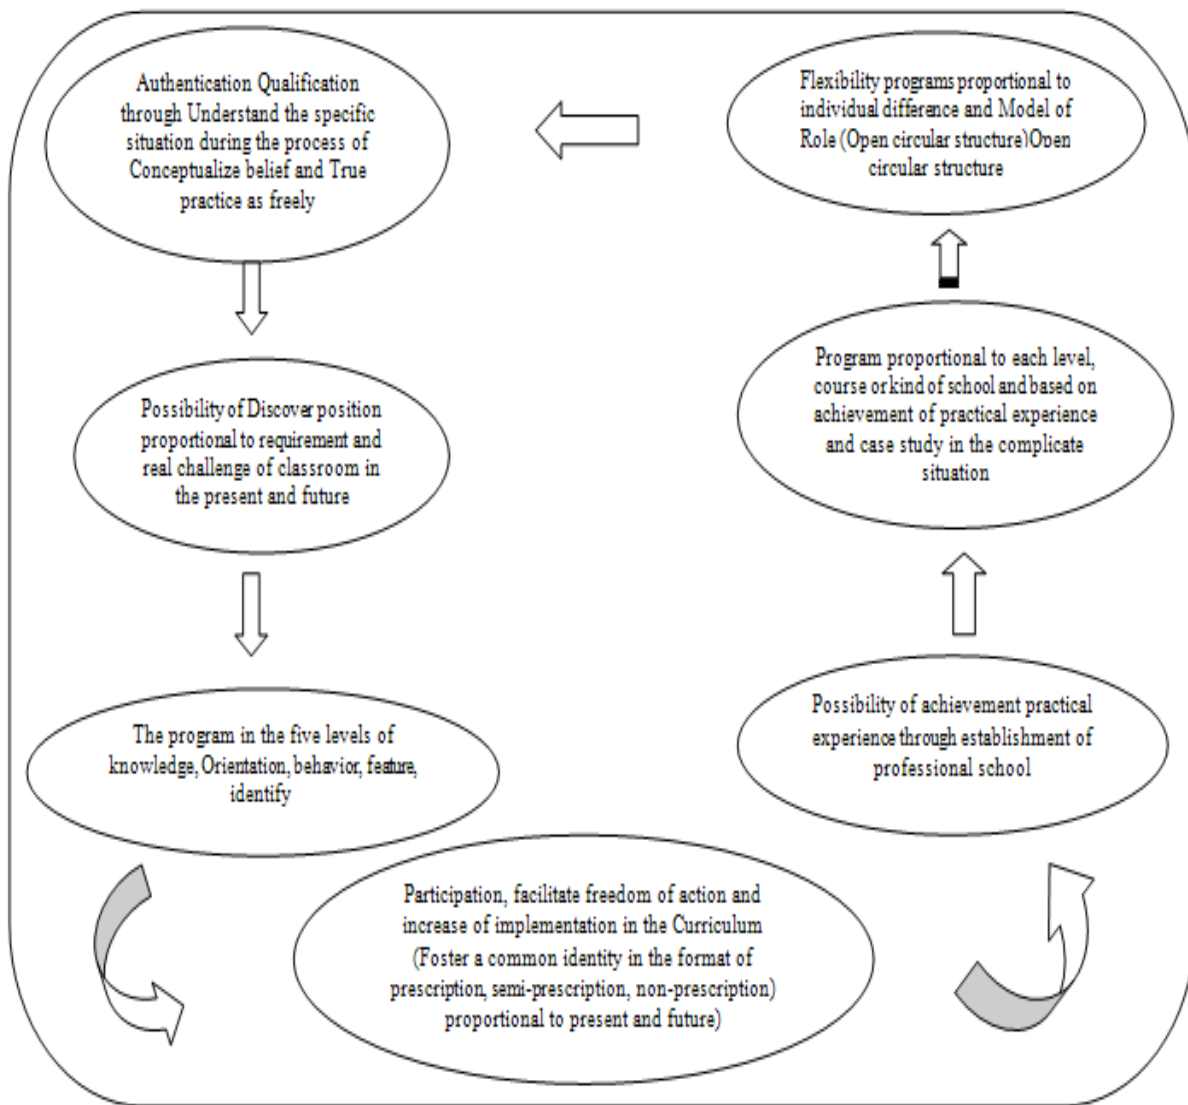 Authentication Qualification
through Understand the specific
situation during the process of
Conceptualize belief and True
practice as freely
Flexibility programs proportional to
individual difference and Model of
Role (Open circular structure)Open
circular structure
Possibility of Discover position
proportional to requirement and
real challenge of classroom in
the present and future
Program proportional to each level,
course or kind of school and based on
achievement of practical experience
and case study in the complicate
situation
The program in the five levels of
knowledge, Orientation, behavior, feature,
identify
Possibility of achievement practical
experience through establishment of
professional school
Participation, facilitate freedom of action and
increase of implementation in the Curriculum
(Foster a common identity in the format of
prescription, semi-prescription, non-prescription)
proportional to present and future)